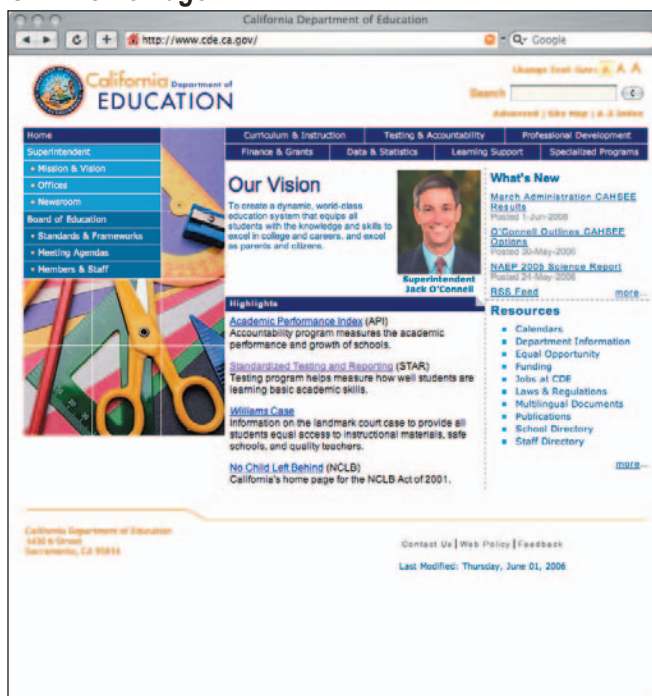 California Department of Education
http://www.cde.ca.gov/
Google
California Department of
EDUCATION
Change Text Size: A A A
Search
Advanced | Site Map | A-Z Index
Home
Superintendent
• Mission & Vision
• Offices
• Newsroom
Board of Education
• Standards & Frameworks
• Meeting Agendas
• Members & Staff
Curriculum & Instruction
Testing & Accountability
Professional Development
Finance & Grants
Data & Statistics
Learning Support
Specialized Programs
Our Vision
To create a dynamic, world-class
education system that equips all
students with the knowledge and skills to
excel in college and careers, and excel
as parents and citizens.
Superintendent
Jack O'Connell
Highlights
Academic Performance Index (API)
Accountability program measures the academic
performance and growth of schools.
Standardized Testing and Reporting (STAR)
Testing program helps measure how well students are
learning basic academic skills.
Williams Case
Information on the landmark court case to provide all
students equal access to instructional materials, safe
schools, and quality teachers.
No Child Left Behind (NCLB)
California's home page for the NCLB Act of 2001.
What's New
March Administration CAHSEE
Results
Posted 1-Jun-2006
O'Connell Outlines CAHSEE
Options
Posted 30-May-2006
NAEP 2005 Science Report
Posted 24-May-2006
RSS Feed
more...
Resources
Calendars
Department Information
Equal Opportunity
Funding
Jobs at CDE
Laws & Regulations
Multilingual Documents
Publications
School Directory
Staff Directory
more...
California Department of Education
1430 N Street
Sacramento, CA 95814
Contact Us | Web Policy | Feedback
Last Modified: Thursday, June 01, 2006